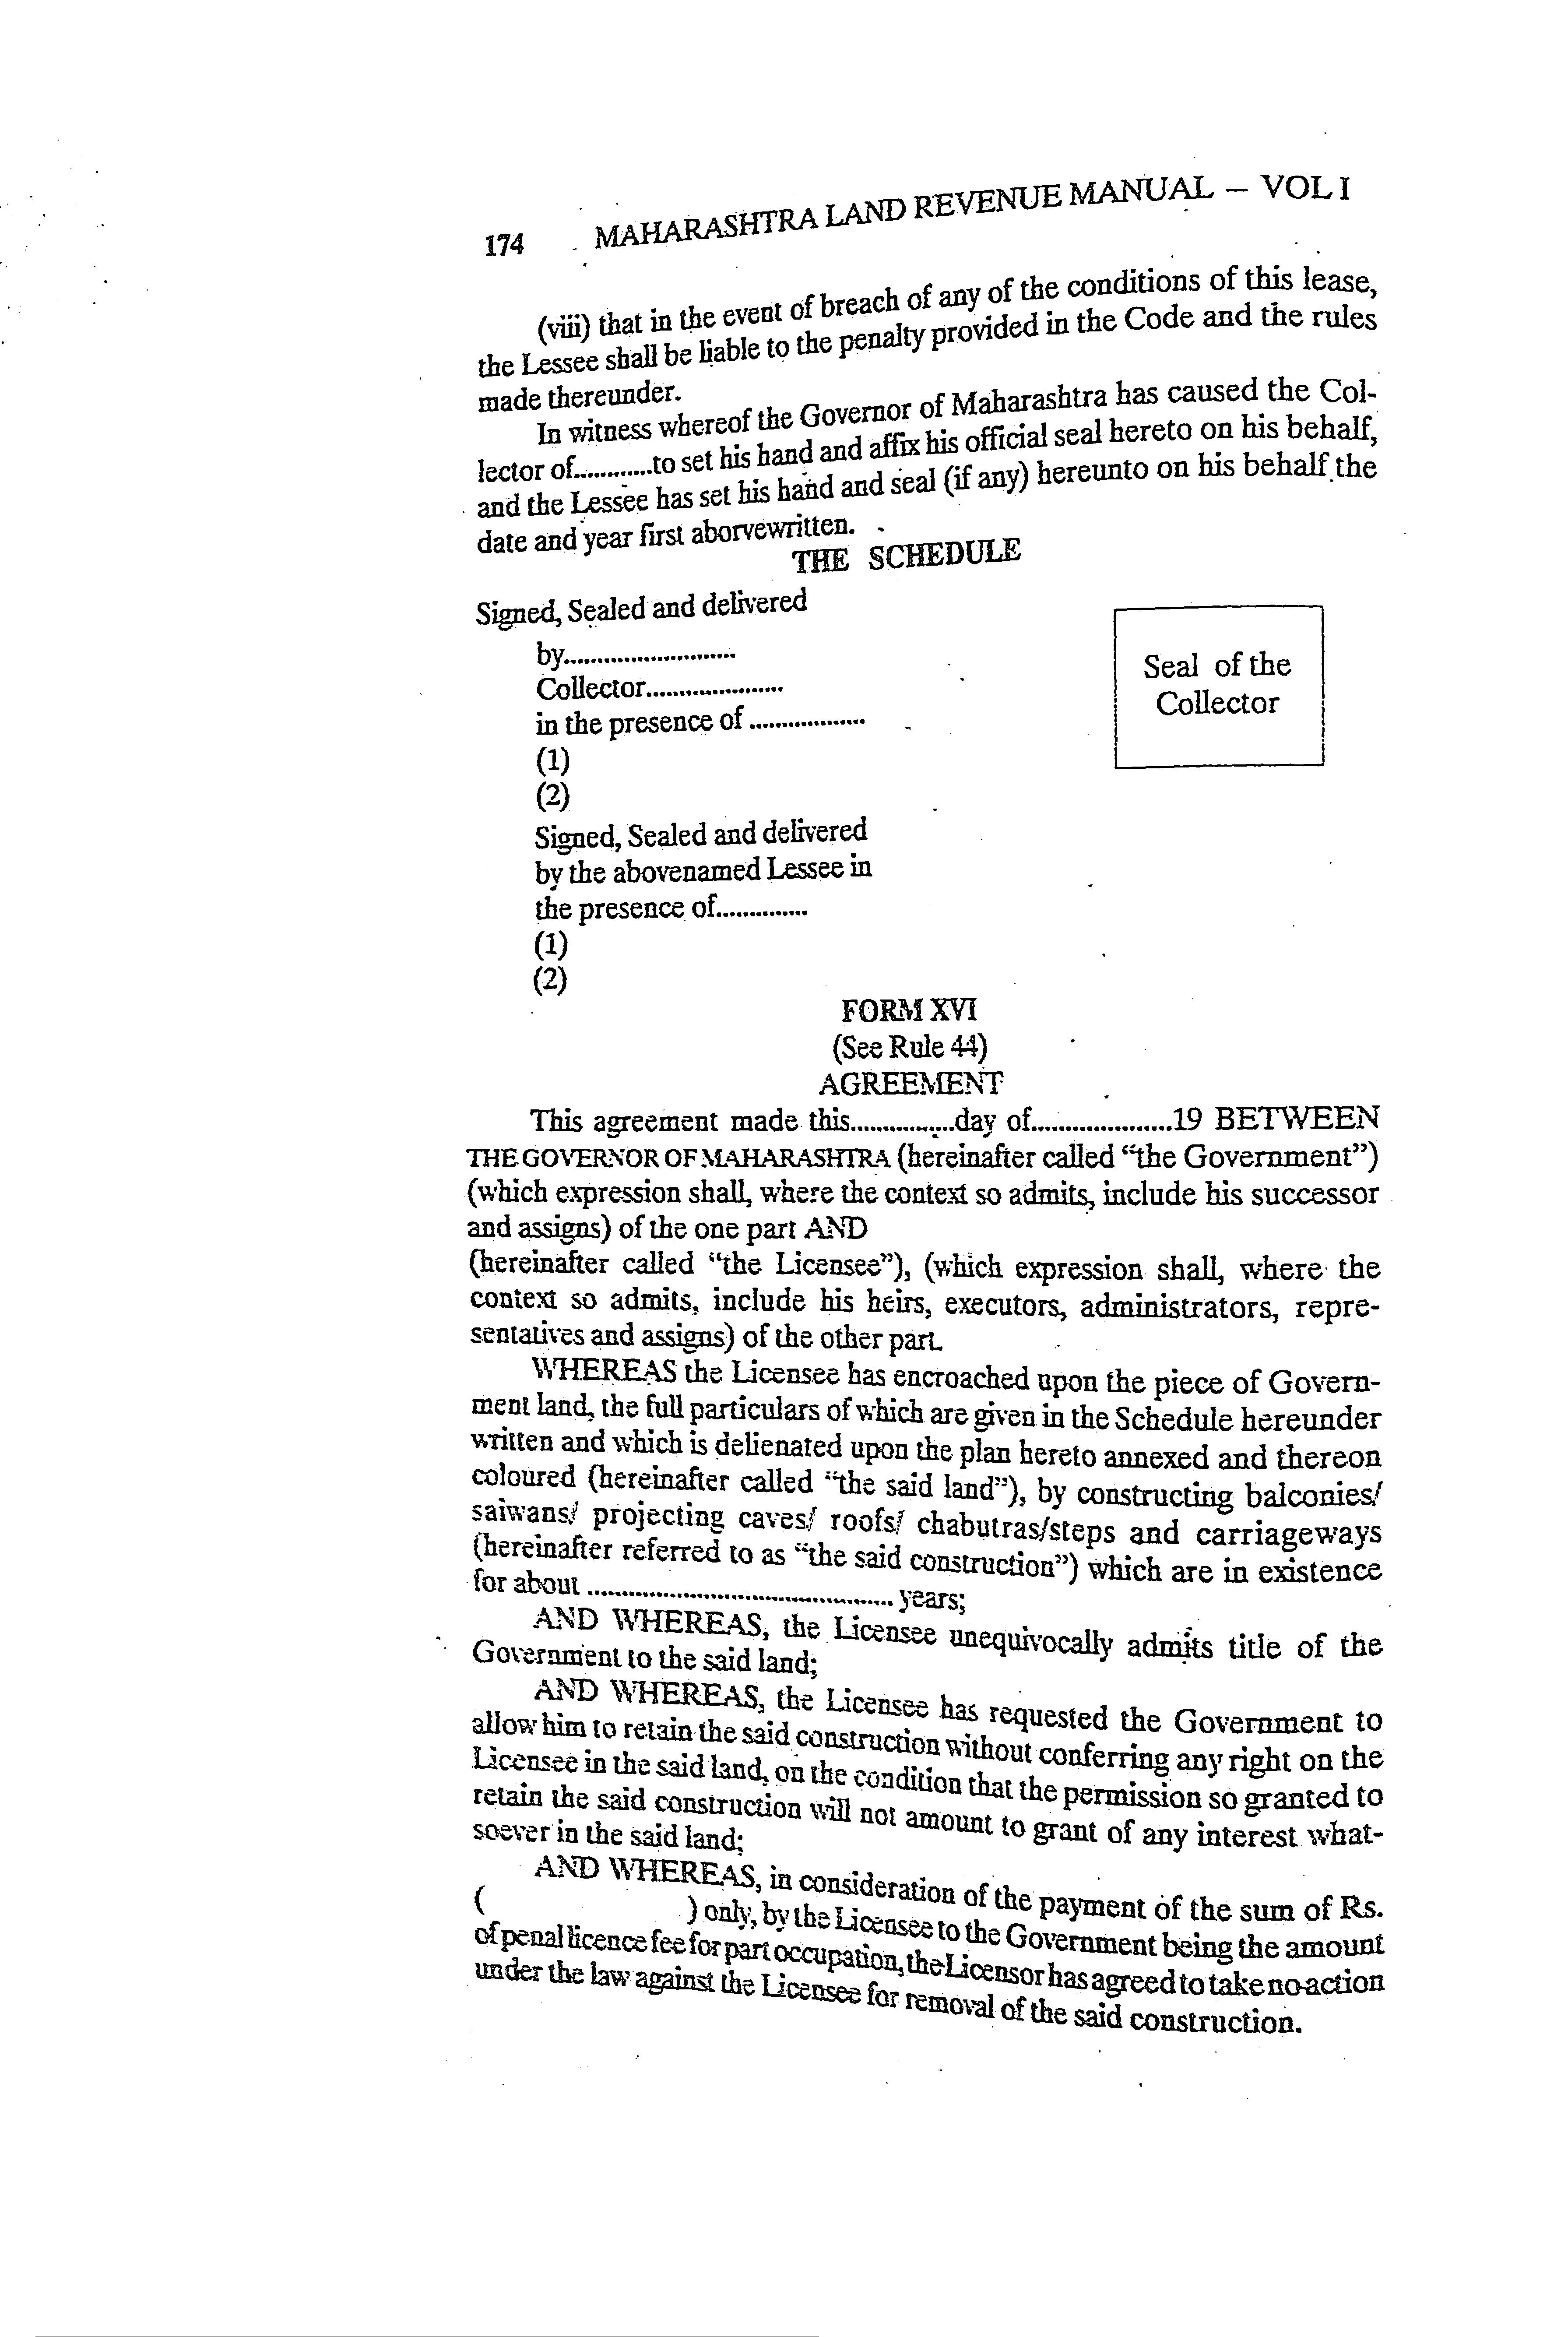 174 MAHARASHTRA LAND REVENUE MANUAL – VOL I
(viii) that in the event of breach of any of the conditions of this lease,
the Lessee shall be liable to the penalty provided in the Code and the rules
made thereunder.
In witness whereof the Governor of Maharashtra has caused the Col-
lector of............to set his hand and affix his official seal hereto on his behalf,
and the Lessee has set his hand and seal (if any) hereunto on his behalf the
date and year first aborvewritten.
THE SCHEDULE
Signed, Sealed and delivered
by..........................
Collector.....................
in the presence of ..................
(1)
(2)
Seal of the
Collector
Signed, Sealed and delivered
by the abovenamed Lessee in
the presence of..............
(1)
(2)
FORM XVI
(See Rule 44)
AGREEMENT
This agreement made this................day of.....................19 BETWEEN
THE GOVERNOR OF MAHARASHTRA (hereinafter called “the Government”)
(which expression shall, where the context so admits, include his successor
and assigns) of the one part AND
(hereinafter called “the Licensee”), (which expression shall, where the
context so admits, include his heirs, executors, administrators, repre-
sentatives and assigns) of the other part.
WHEREAS the Licensee has encroached upon the piece of Govern-
ment land, the full particulars of which are given in the Schedule hereunder
written and which is delienated upon the plan hereto annexed and thereon
coloured (hereinafter called “the said land”), by constructing balconies/
saiwans/ projecting caves/ roofs/ chabutras/steps and carriageways
(hereinafter referred to as “the said construction”) which are in existence
for about .............................................. years;
AND WHEREAS, the Licensee unequivocally admits title of the
Government to the said land;
AND WHEREAS, the Licensee has requested the Government to
allow him to retain the said construction without conferring any right on the
Licensee in the said land, on the condition that the permission so granted to
retain the said construction will not amount to grant of any interest what-
soever in the said land;
AND WHEREAS, in consideration of the payment of the sum of Rs.
( ) only, by the Licensee to the Government being the amount
of penal licence fee for part occupation, the Licensor has agreed to take no action
under the law against the Licensee for removal of the said construction.